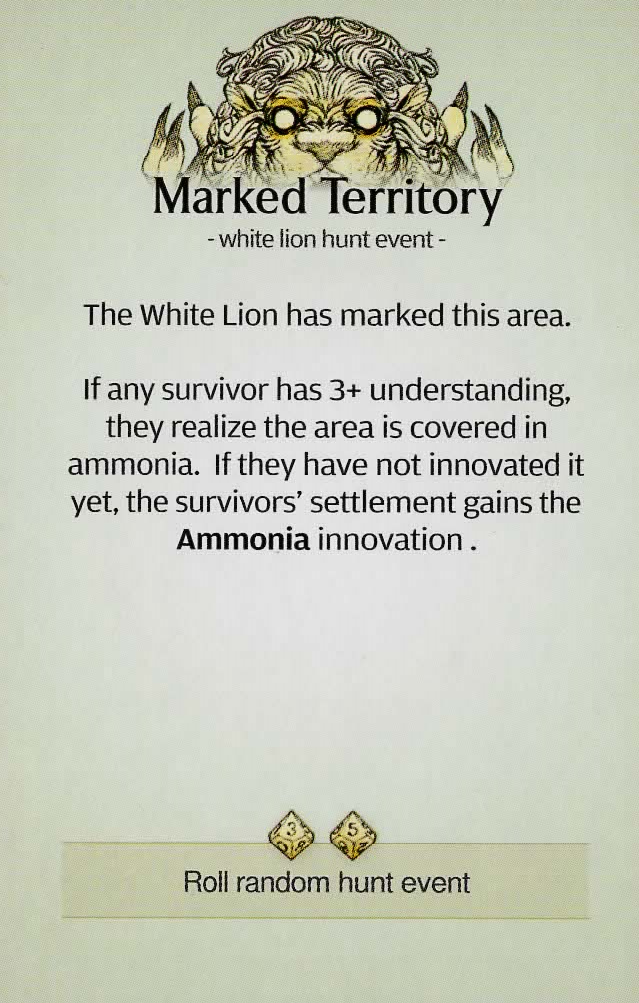 Marked Territory
- white lion hunt event -
The White Lion has marked this area.
If any survivor has 3+ understanding,
they realize the area is covered in
ammonia. If they have not innovated it
yet, the survivors' settlement gains the
Ammonia innovation .
3 5
Roll random hunt event